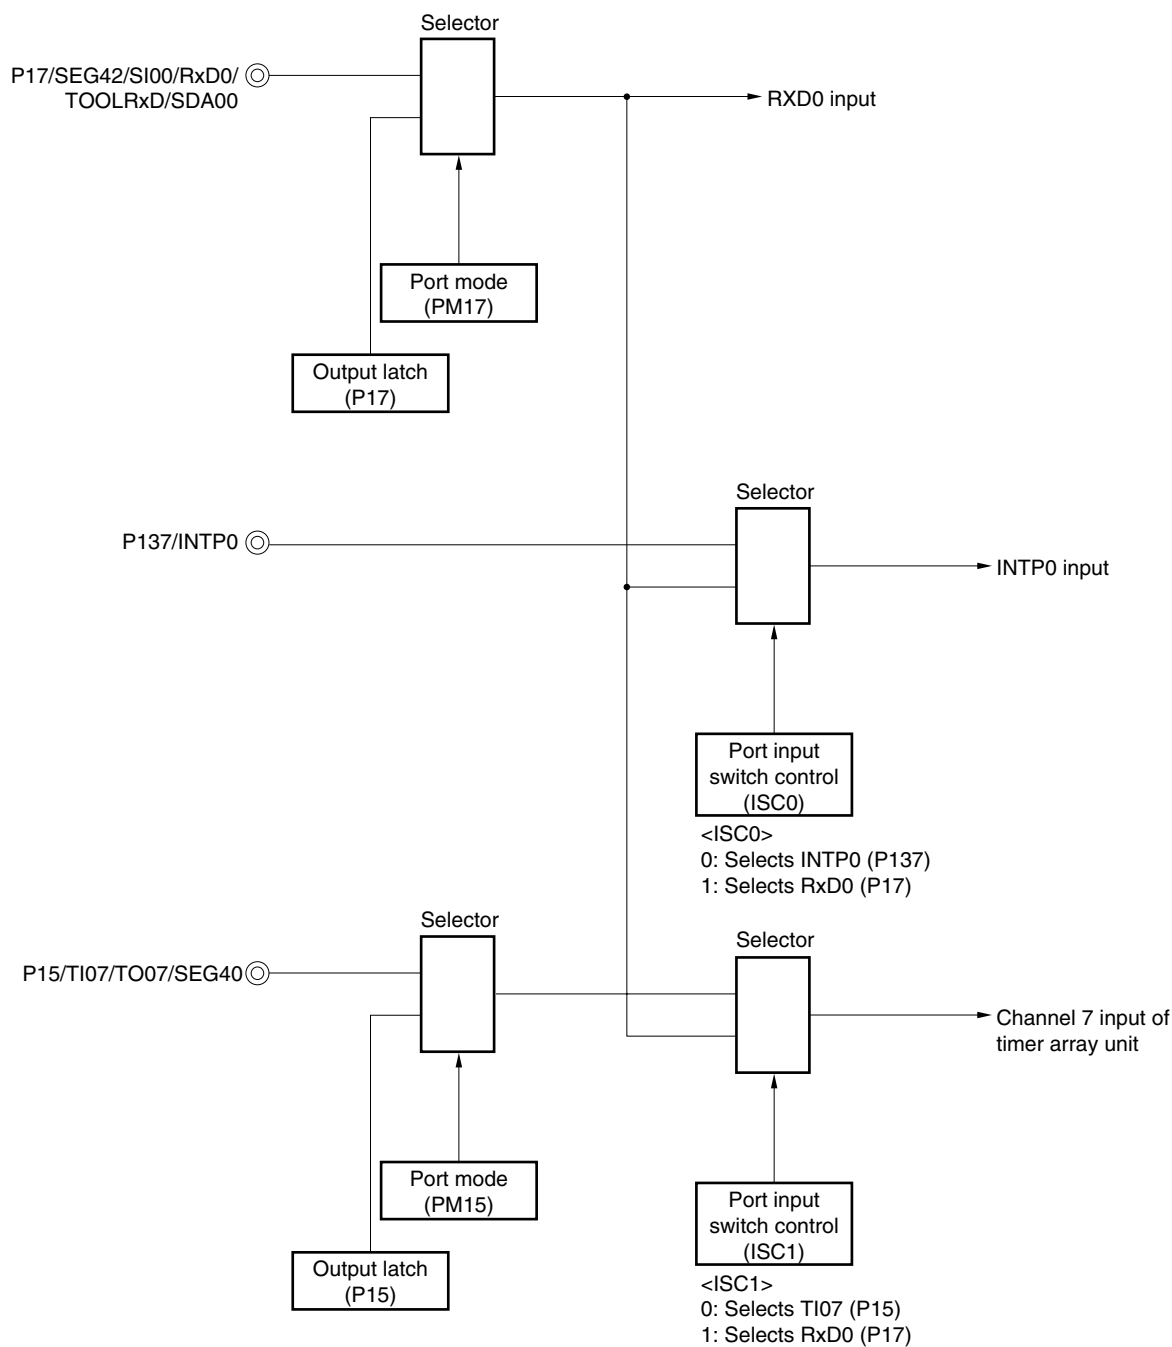 Selector
P17/SEG42/SI00/RxD0/
TOOLRxD/SDA00
RXD0 input
Port mode
(PM17)
Output latch
(P17)
Selector
P137/INTP0
INTP0 input
Port input
switch control
(ISC0)
<ISC0>
0: Selects INTP0 (P137)
1: Selects RxD0 (P17)
Selector
Selector
P15/TI07/TO07/SEG40
Channel 7 input of
timer array unit
Port mode
(PM15)
Port input
switch control
(ISC1)
Output latch
(P15)
<ISC1>
0: Selects TI07 (P15)
1: Selects RxD0 (P17)